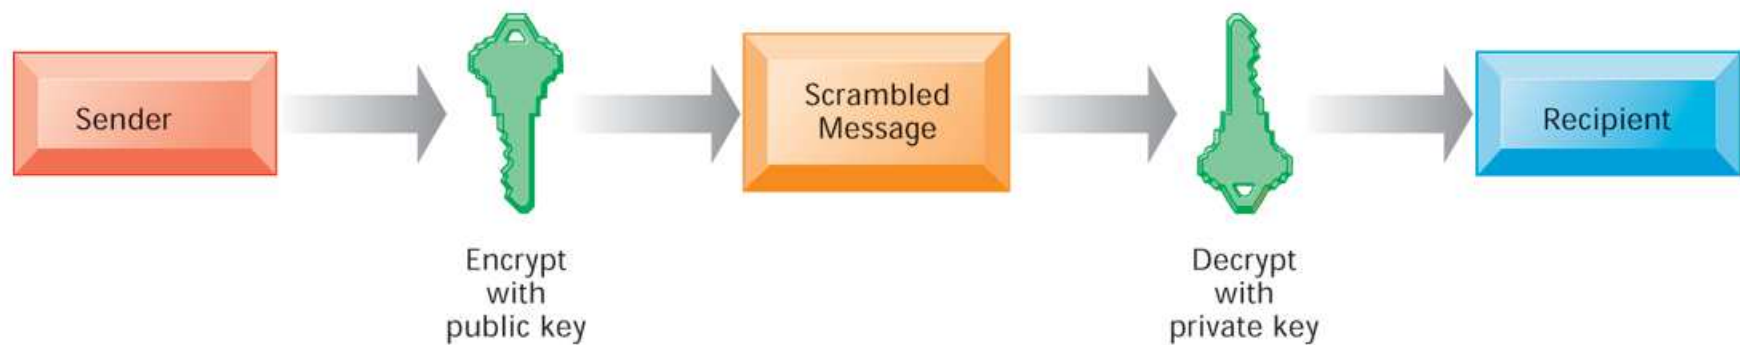 Sender
Encrypt
with
public key
Scrambled
Message
Decrypt
with
private key
Recipient